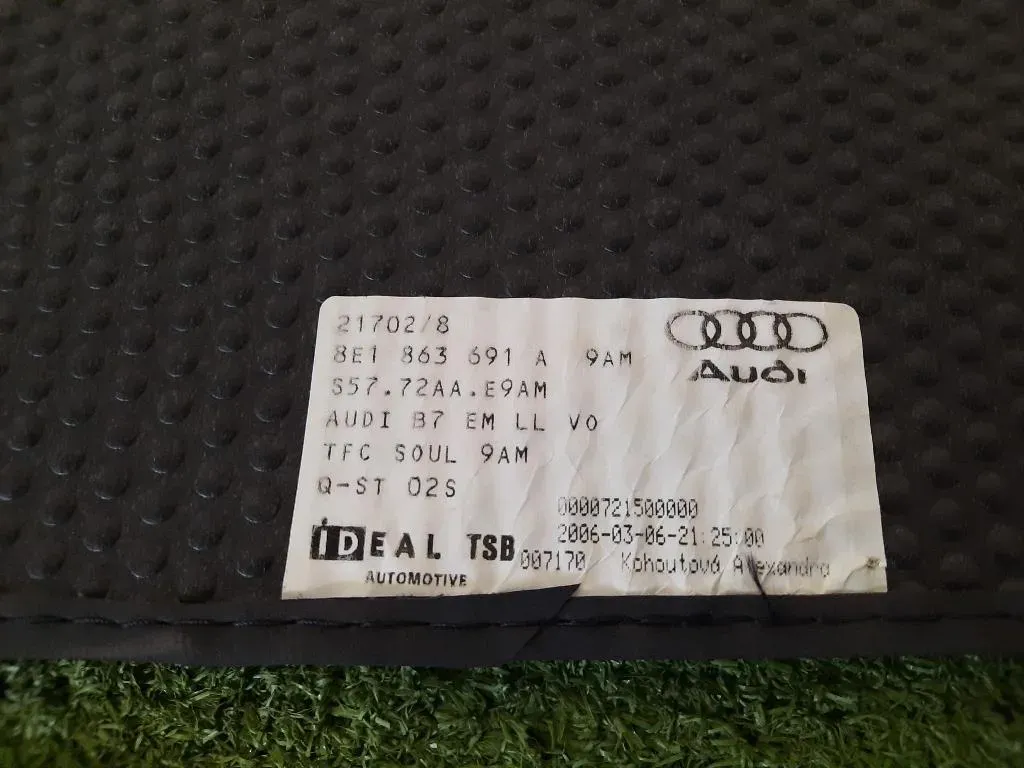 21702/8
8E1 863 691 A 9AM
S57.72AA.E9AM
AUDI B7 EM LL VO
TFC SOUL 9AM
Q-ST 02S
Audi
0000721500000
2006-03-06-21:25:00
007170 Kohoutová Alexandra
IDEAL TSB
AUTOMOTIVE